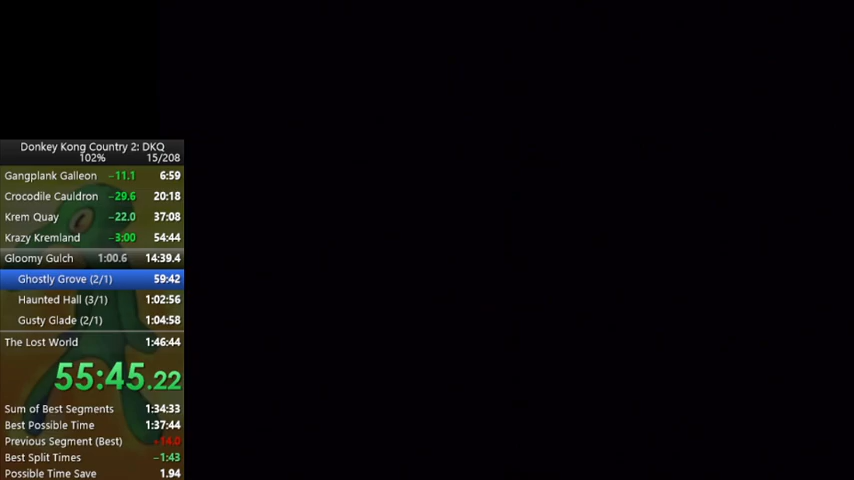 Donkey Kong Country 2: DKQ
102% 15/208
Gangplank Galleon -11.1 6:59
Crocodile Cauldron -29.6 20:18
Krem Quay -22.0 37:08
Krazy Kremland -3:00 54:44
Gloomy Gulch 1:00.6 14:39.4
Ghostly Grove (2/1) 59:42
Haunted Hall (3/1) 1:02:56
Gusty Glade (2/1) 1:04:58
The Lost World 1:46:44
55:45.22
Sum of Best Segments 1:34:33
Best Possible Time 1:37:44
Previous Segment (Best) +14.0
Best Split Times -1:43
Possible Time Save 1.94